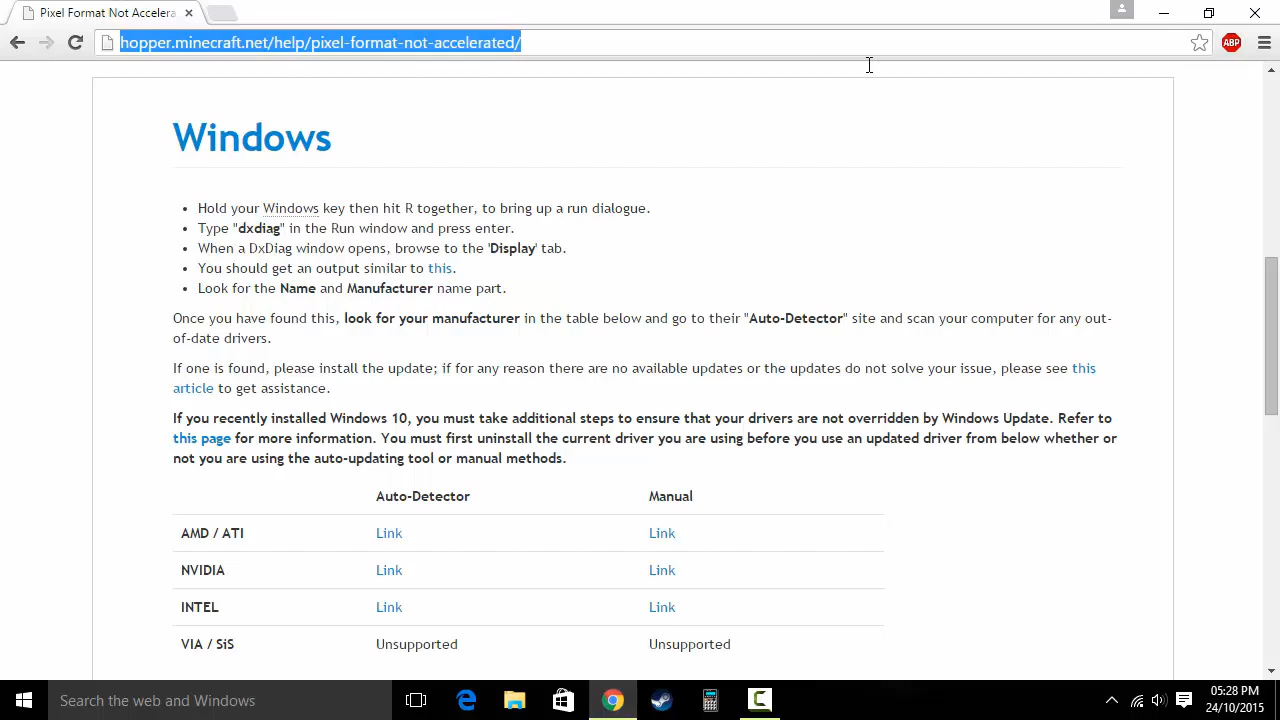 Pixel Format Not Accelera
hopper.minecraft.net/help/pixel-format-not-accelerated/
ABP
Windows
• Hold your Windows key then hit R together, to bring up a run dialogue.
• Type "dxdiag" in the Run window and press enter.
• When a DxDiag window opens, browse to the 'Display' tab.
• You should get an output similar to this.
• Look for the Name and Manufacturer name part.
Once you have found this, look for your manufacturer in the table below and go to their "Auto-Detector" site and scan your computer for any out-
of-date drivers.
If one is found, please install the update; if for any reason there are no available updates or the updates do not solve your issue, please see this
article to get assistance.
If you recently installed Windows 10, you must take additional steps to ensure that your drivers are not overridden by Windows Update. Refer to
this page for more information. You must first uninstall the current driver you are using before you use an updated driver from below whether or
not you are using the auto-updating tool or manual methods.
Auto-Detector Manual
AMD / ATI Link Link
NVIDIA Link Link
INTEL Link Link
VIA / SiS Unsupported Unsupported
Search the web and Windows
05:28 PM
24/10/2015